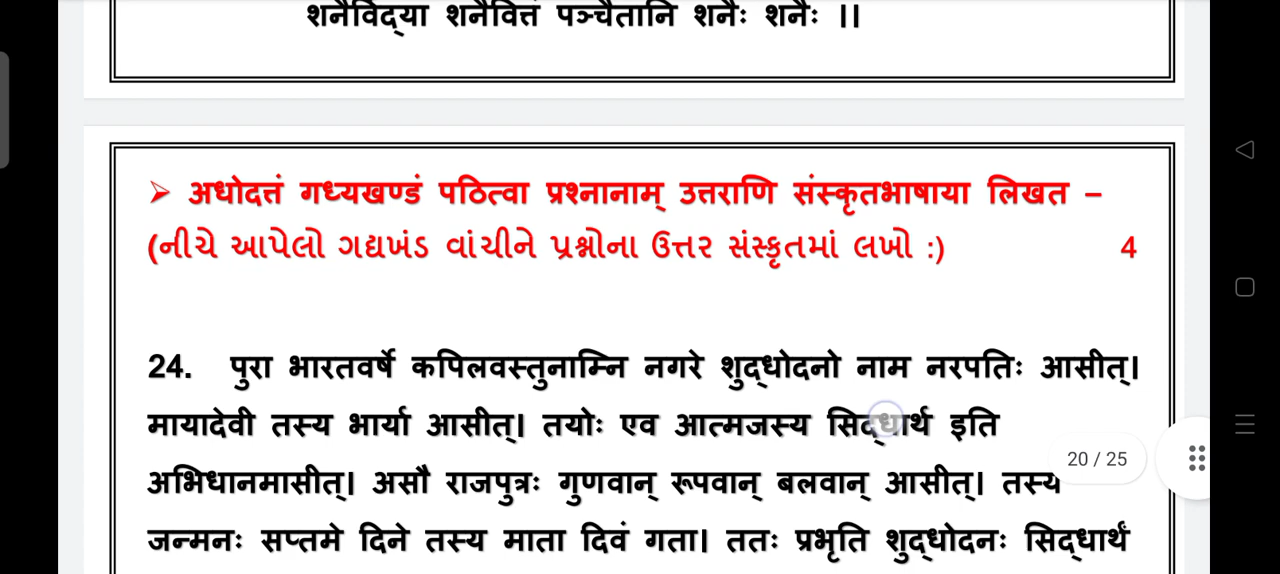 शनैर्विद्या शनैर्वित्तं पञ्चैतानि शनैः शनैः ।।
➢ अधोदत्तं गध्यखण्डं पठित्वा प्रश्नानाम् उत्तराणि संस्कृतभाषाया लिखत –
(નીચે આપેલો ગદ્યખંડ વાંચીને પ્રશ્નોના ઉત્તર સંસ્કૃતમાં લખો :) 4
24. पुरा भारतवर्षे कपिलवस्तुनाम्नि नगरे शुद्धोदनो नाम नरपतिः आसीत्।
मायादेवी तस्य भार्या आसीत्। तयोः एव आत्मजस्य सिद्धार्थ इति
अभिधानमासीत्। असौ राजपुत्रः गुणवान् रूपवान् बलवान् आसीत्। तस्य
20 / 25
जन्मनः सप्तमे दिने तस्य माता दिवं गता। ततः प्रभृति शुद्धोदनः सिद्धार्थं